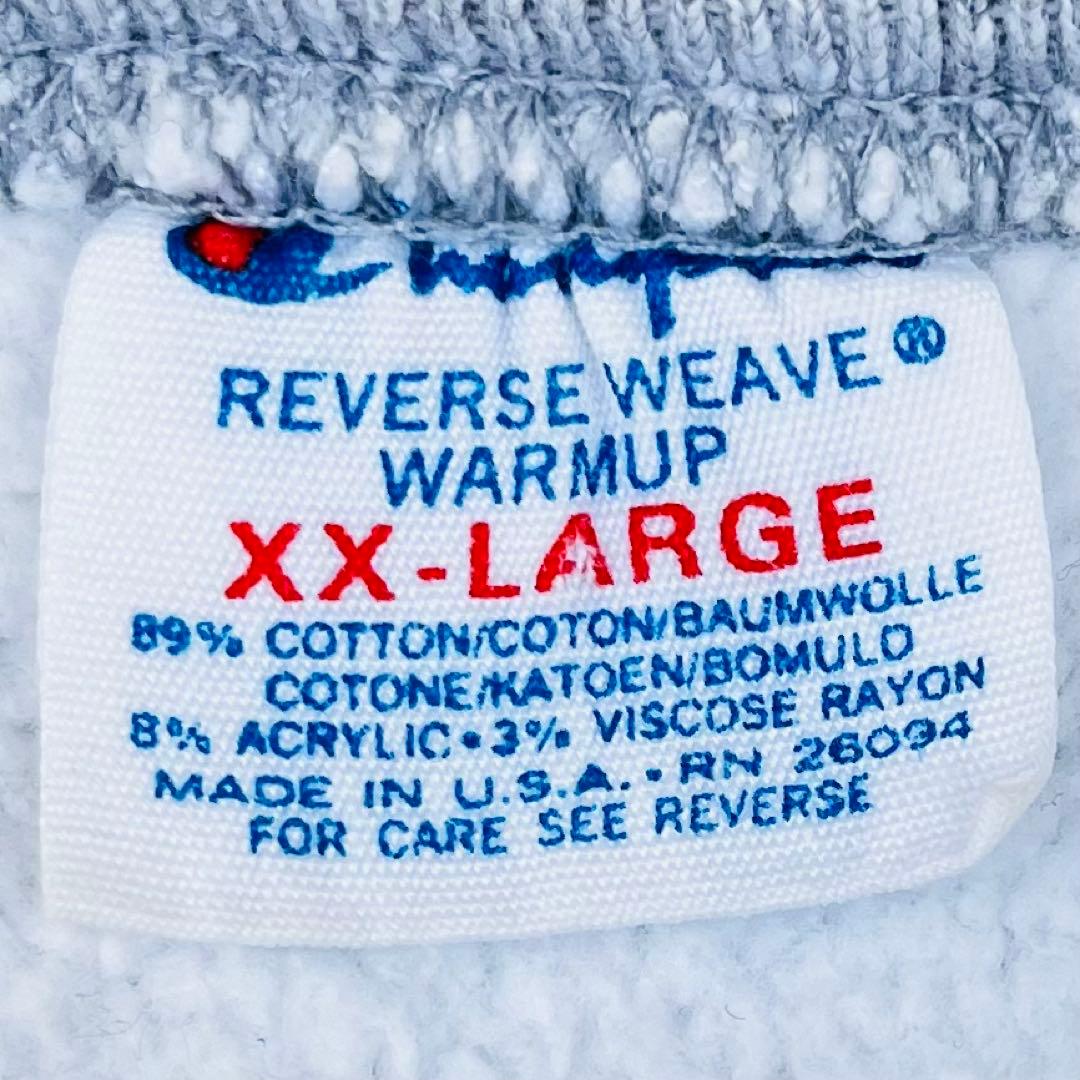 Champion
REVERSE WEAVE ®
WARMUP
XX-LARGE
89% COTTON/COTON/BAUMWOLLE
COTONE/KATOEN/BOMULD
8% ACRYLIC • 3% VISCOSE RAYON
MADE IN U.S.A. • RN 26094
FOR CARE SEE REVERSE